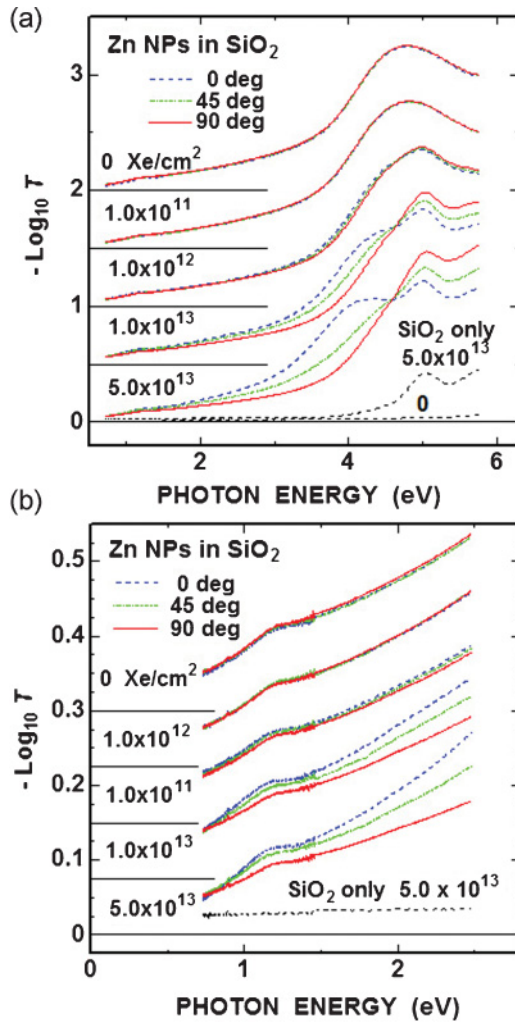 (a)
Zn NPs in SiO2
0 deg
45 deg
90 deg
0 Xe/cm2
1.0x10^11
1.0x10^12
1.0x10^13
5.0x10^13
SiO2 only
5.0x10^13
0
3
2
1
0
- Log10 T
2 4 6
PHOTON ENERGY (eV)
(b)
Zn NPs in SiO2
0 deg
45 deg
90 deg
0 Xe/cm2
1.0x10^12
1.0x10^11
1.0x10^13
5.0x10^13
SiO2 only 5.0 x 10^13
0.5
0.4
0.3
0.2
0.1
0
- Log10 T
0 1 2
PHOTON ENERGY (eV)